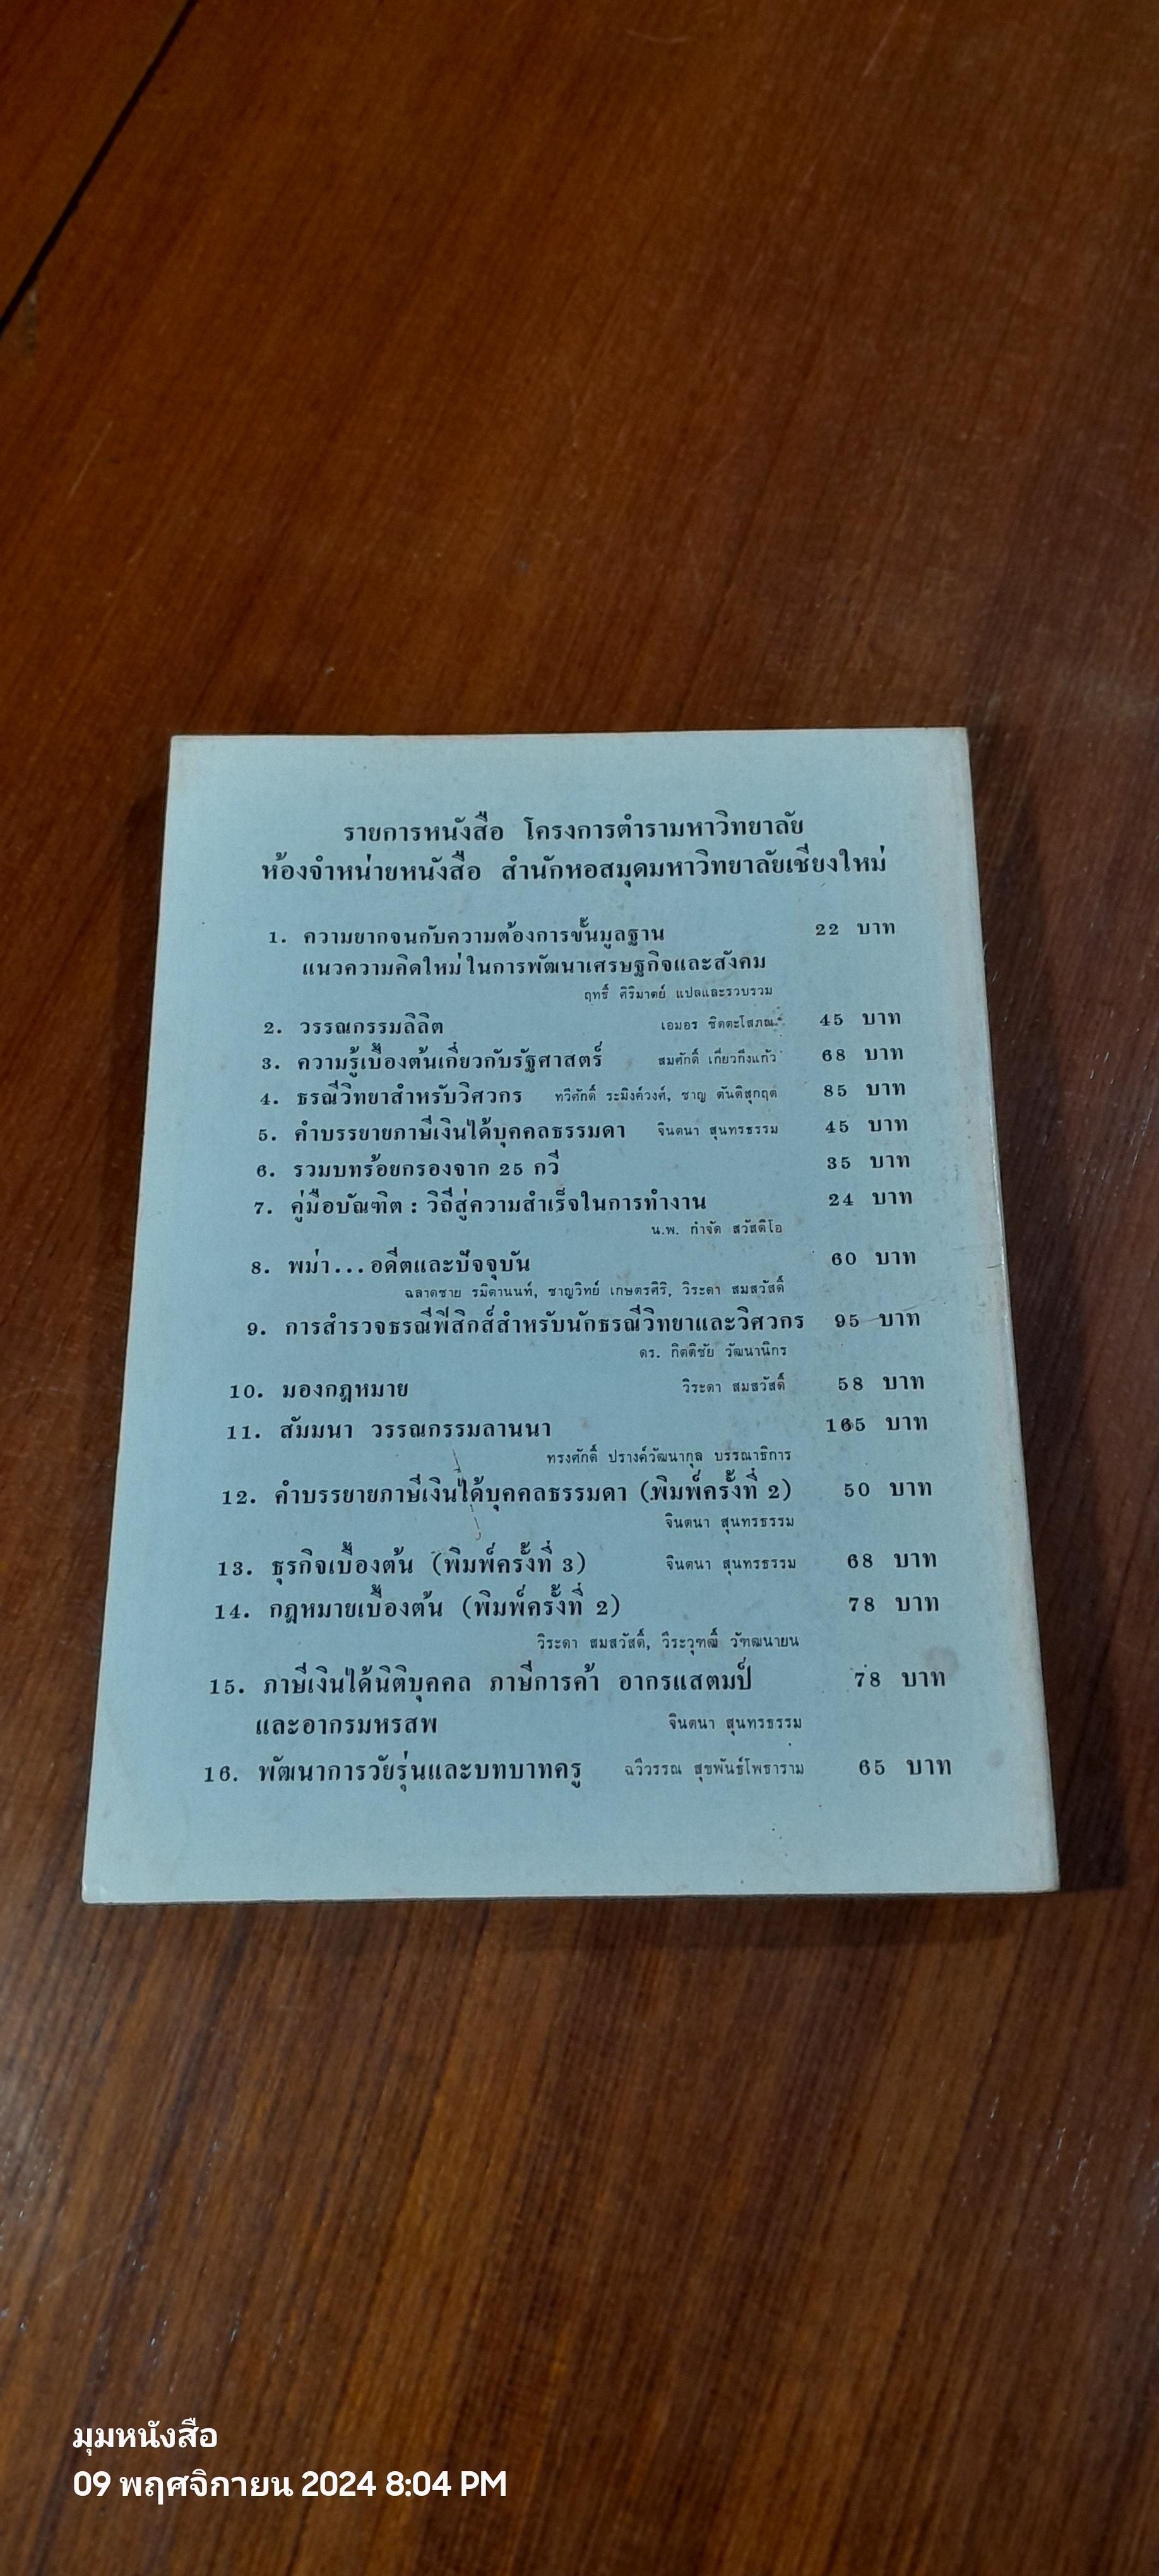 รายการหนังสือ โครงการตำรามหาวิทยาลัย
ห้องจำหน่ายหนังสือ สำนักหอสมุดมหาวิทยาลัยเชียงใหม่
1. ความยากจนกับความต้องการขั้นมูลฐาน 22 บาท
แนวความคิดใหม่ในการพัฒนาเศรษฐกิจและสังคม
ฤทธิ์ ศิริมาตย์ แปลและรวบรวม
2. วรรณกรรมลิลิต เอมอร ชิตตะโสภณ 45 บาท
3. ความรู้เบื้องต้นเกี่ยวกับรัฐศาสตร์ สมศักดิ์ เกี่ยวกิ่งแก้ว 68 บาท
4. ธรณีวิทยาสำหรับวิศวกร ทวีศักดิ์ ระมิงค์วงศ์, ชาญ ตันติสุกฤต 85 บาท
5. คำบรรยายภาษีเงินได้บุคคลธรรมดา จินตนา สุนทรธรรม 45 บาท
6. รวมบทร้อยกรองจาก 25 กวี 35 บาท
7. คู่มือบัณฑิต : วิถีสู่ความสำเร็จในการทำงาน 24 บาท
น.พ. กำจัด สวัสดิโอ
8. พม่า...อดีตและปัจจุบัน 60 บาท
ฉลาดชาย รมิตานนท์, ชาญวิทย์ เกษตรศิริ, วิระดา สมสวัสดิ์
9. การสำรวจธรณีฟิสิกส์สำหรับนักธรณีวิทยาและวิศวกร 95 บาท
ดร. กิตติชัย วัฒนานิกร
10. มองกฎหมาย วิระดา สมสวัสดิ์ 58 บาท
11. สัมมนา วรรณกรรมลานนา 165 บาท
ทรงศักดิ์ ปรางค์วัฒนากุล บรรณาธิการ
12. คำบรรยายภาษีเงินได้บุคคลธรรมดา (พิมพ์ครั้งที่ 2) 50 บาท
จินตนา สุนทรธรรม
13. ธุรกิจเบื้องต้น (พิมพ์ครั้งที่ 3) จินตนา สุนทรธรรม 68 บาท
14. กฎหมายเบื้องต้น (พิมพ์ครั้งที่ 2) 78 บาท
วิระดา สมสวัสดิ์, วีระวุฑฒิ์ วัฑฒนายน
15. ภาษีเงินได้นิติบุคคล ภาษีการค้า อากรแสตมป์ 78 บาท
และอากรมหรสพ จินตนา สุนทรธรรม
16. พัฒนาการวัยรุ่นและบทบาทครู ฉวีวรรณ สุขพันธ์โพธาราม 65 บาท
มุมหนังสือ
09 พฤศจิกายน 2024 8:04 PM